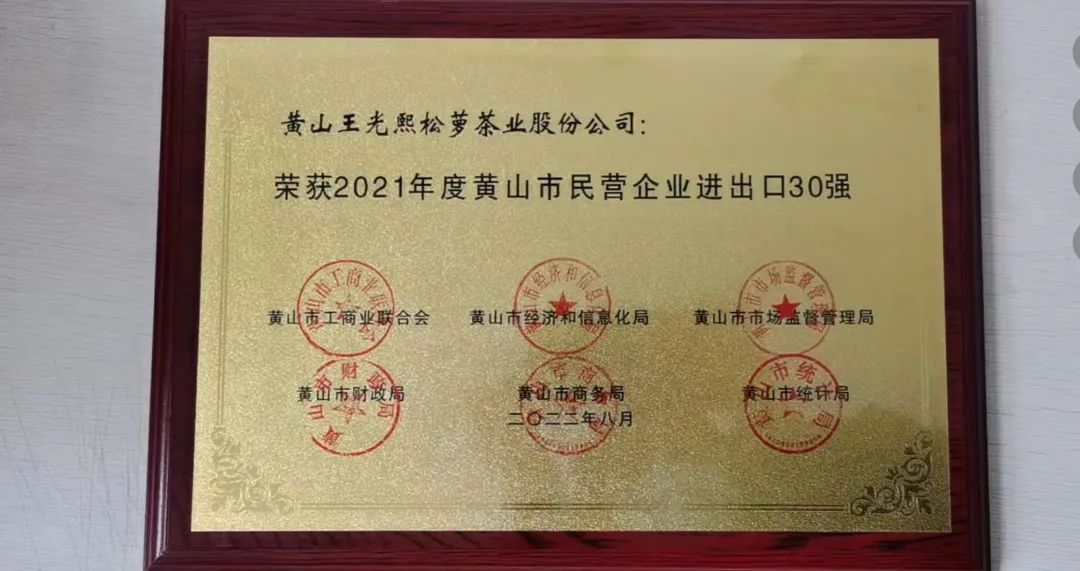 黄山王光熙松萝茶业股份公司:
荣获2021年度黄山市民营企业进出口30强
黄山市工商业联合会 黄山市经济和信息化局 黄山市市场监督管理局
黄山市财政局 黄山市商务局 黄山市统计局
二〇二二年八月